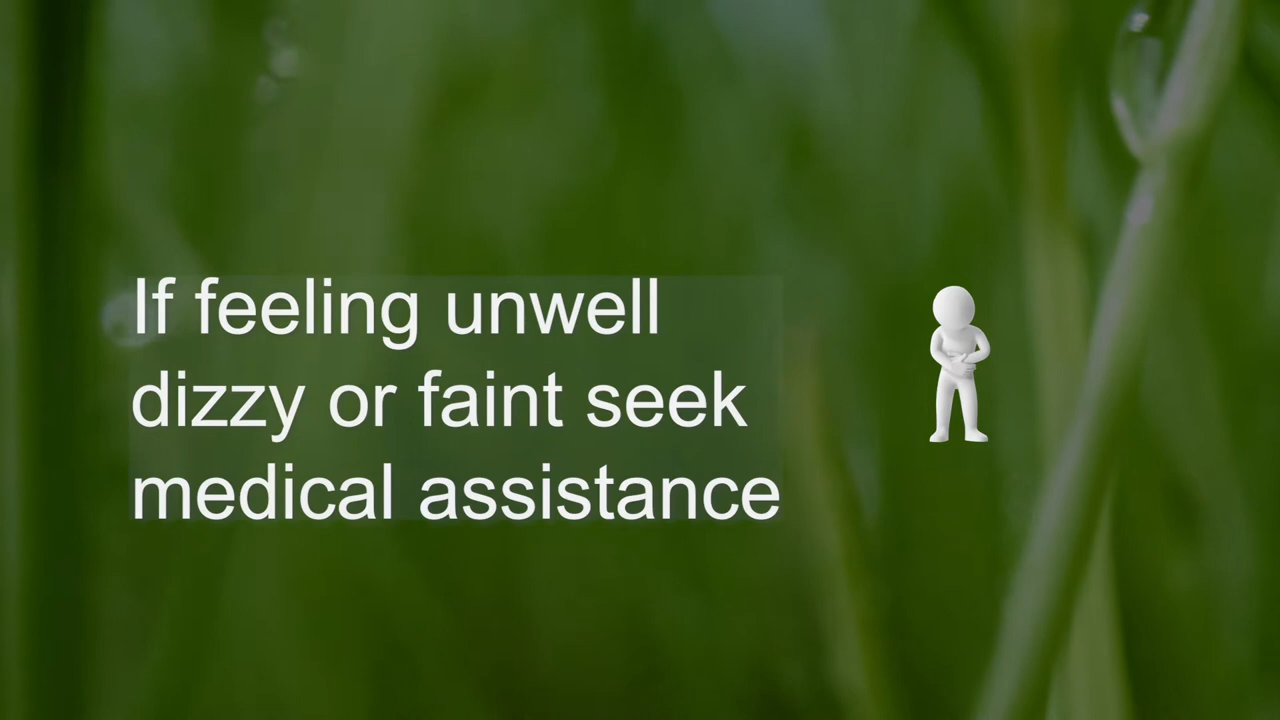 If feeling unwell
dizzy or faint seek
medical assistance